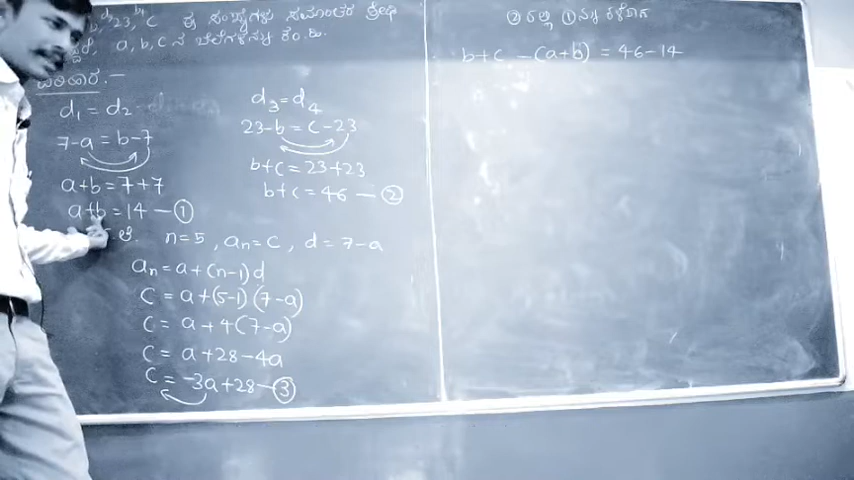 b, 23, C ಈ ಸಂಖ್ಯೆಗಳು ಸಮಾಂತರ ಶ್ರೇಢಿ
a, b, c ನ ಬೆಲೆಗಳನ್ನು ಕಂ.ಹಿ.
ಪರಿಹಾರ :-
d₁ = d₂
7-a = b-7
a+b = 7+7
a+b = 14 — ①
d₃ = d₄
23-b = c-23
b+c = 23+23
b+c = 46 — ②
n=5 , aₙ=c , d = 7-a
aₙ = a+(n-1)d
C = a+(5-1)(7-a)
C = a+4(7-a)
C = a+28-4a
C = -3a+28 — ③
② ರಲ್ಲಿ ① ನ್ನು ಕಳೆದಾಗ
b+c -(a+b) = 46-14